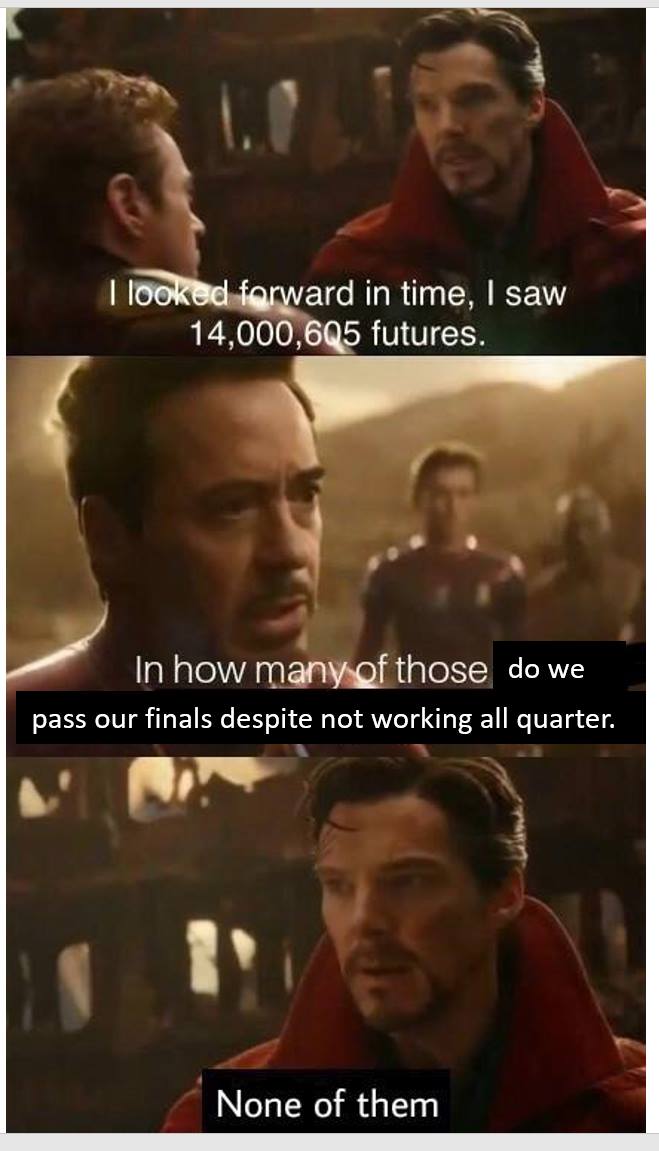 I looked forward in time, I saw
14,000,605 futures.
In how many of those do we
pass our finals despite not working all quarter.
None of them